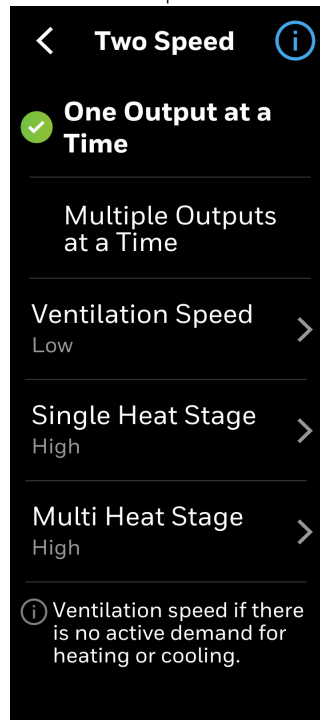 Two Speed
One Output at a
Time
Multiple Outputs
at a Time
Ventilation Speed
Low
Single Heat Stage
High
Multi Heat Stage
High
Ventilation speed if there
is no active demand for
heating or cooling.